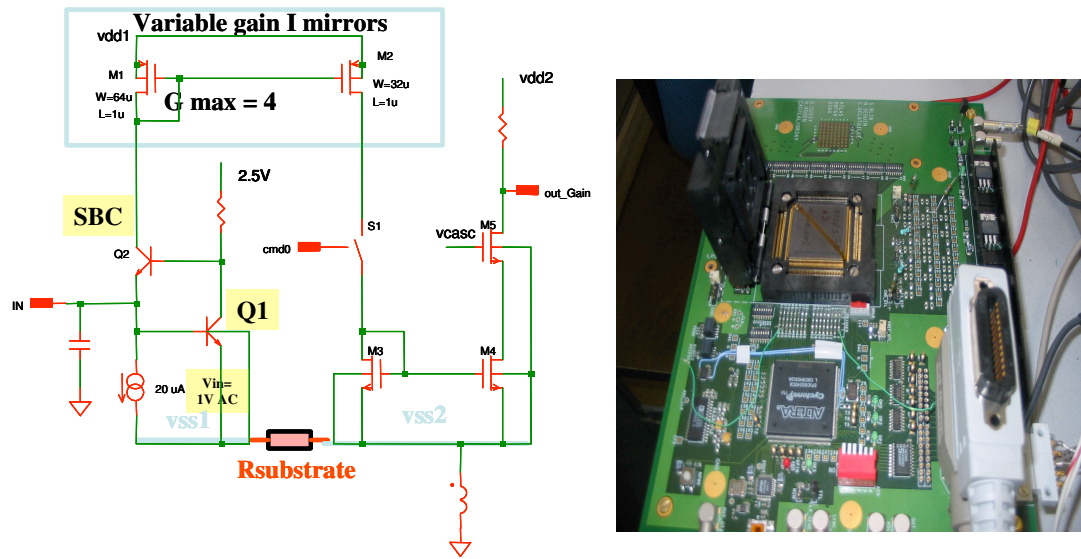 Variable gain I mirrors
vdd1
M2
M1
W=64u
L=1u
W=32u
L=1u
G max = 4
vdd2
2.5V
SBC
out_Gain
S1
M5
vcasc
cmd0
Q2
IN
Q1
M3
M4
20 uA
Vin=
1V AC
vss1
vss2
Rsubstrate
ALTERA
Cyclone